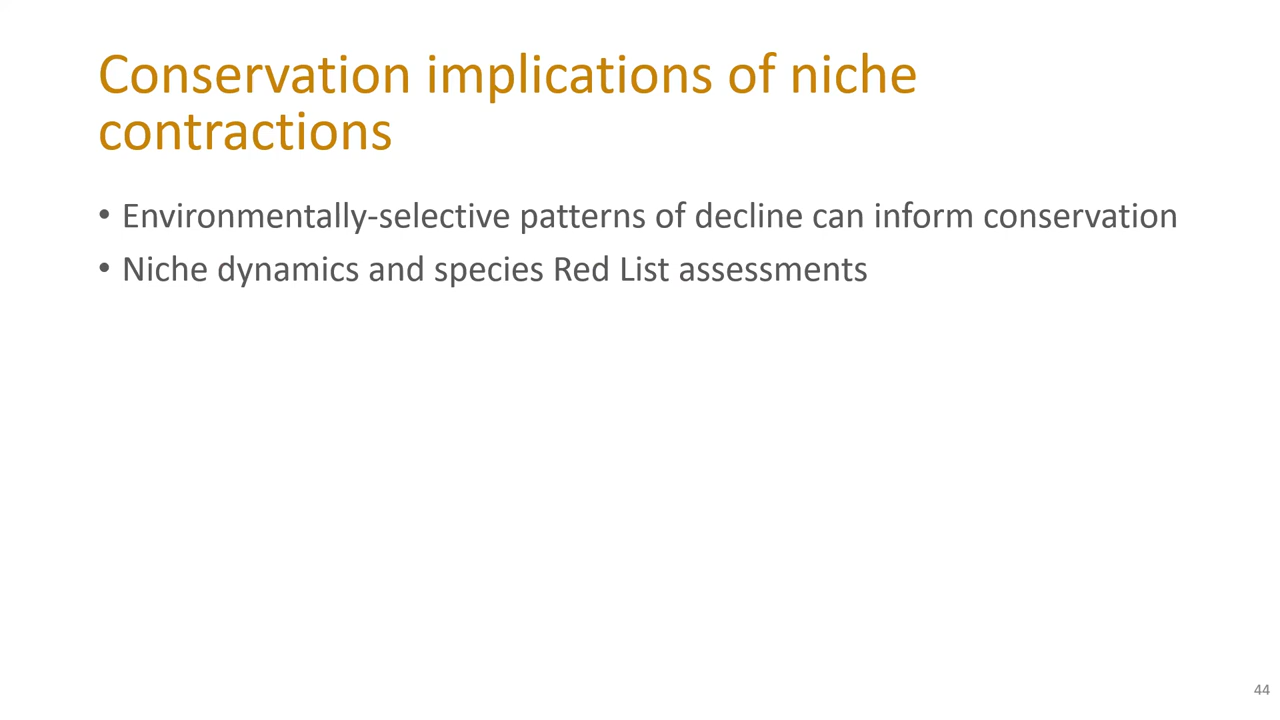 Conservation implications of niche
contractions
• Environmentally-selective patterns of decline can inform conservation
• Niche dynamics and species Red List assessments
44